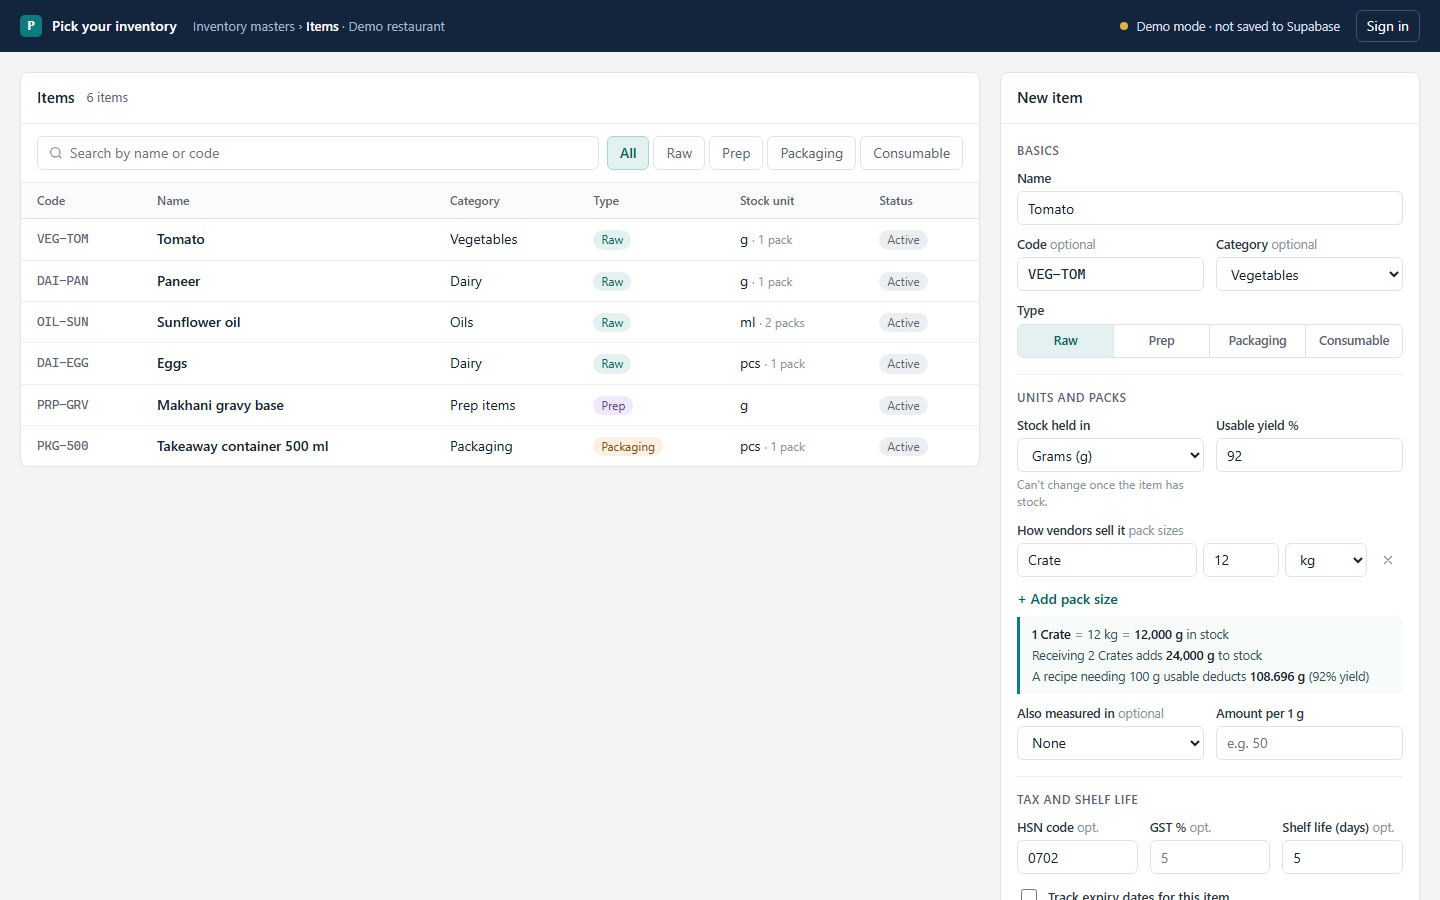 P Pick your inventory Inventory masters › Items · Demo restaurant Demo mode · not saved to Supabase Sign in
Items 6 items
Search by name or code All Raw Prep Packaging Consumable
Code Name Category Type Stock unit Status
VEG-TOM Tomato Vegetables Raw g · 1 pack Active
DAI-PAN Paneer Dairy Raw g · 1 pack Active
OIL-SUN Sunflower oil Oils Raw ml · 2 packs Active
DAI-EGG Eggs Dairy Raw pcs · 1 pack Active
PRP-GRV Makhani gravy base Prep items Prep g Active
PKG-500 Takeaway container 500 ml Packaging Packaging pcs · 1 pack Active
New item
BASICS
Name
Tomato
Code optional Category optional
VEG-TOM Vegetables
Type
Raw Prep Packaging Consumable
UNITS AND PACKS
Stock held in Usable yield %
Grams (g) 92
Can't change once the item has
stock.
How vendors sell it pack sizes
Crate 12 kg ×
+ Add pack size
1 Crate = 12 kg = 12,000 g in stock
Receiving 2 Crates adds 24,000 g to stock
A recipe needing 100 g usable deducts 108.696 g (92% yield)
Also measured in optional Amount per 1 g
None e.g. 50
TAX AND SHELF LIFE
HSN code opt. GST % opt. Shelf life (days) opt.
0702 5 5
Track expiry dates for this item